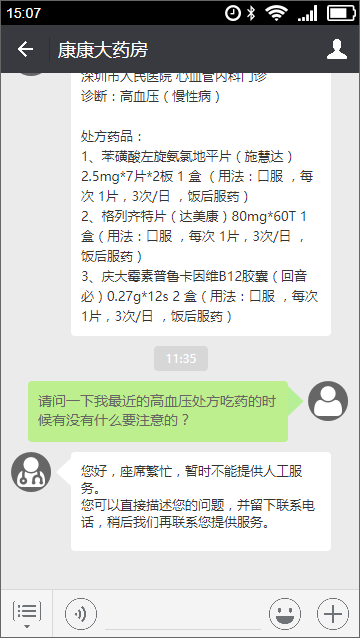 15:07
康康大药房
深圳市人民医院 心血管内科门诊
诊断：高血压（慢性病）
处方药品：
1、苯磺酸左旋氨氯地平片（施慧达）
2.5mg*7片*2板 1 盒（用法：口服 ，每
次 1片，3次/日 ，饭后服药）
2、格列齐特片（达美康）80mg*60T 1
盒（用法：口服 ，每次 1片，3次/日 ，
饭后服药）
3、庆大霉素普鲁卡因维B12胶囊（回音
必）0.27g*12s 2 盒（用法：口服 ，每次
1片，3次/日 ，饭后服药）
11:35
请问一下我最近的高血压处方吃药的时
候有没有什么要注意的？
您好，座席繁忙，暂时不能提供人工服
务。
您可以直接描述您的问题，并留下联系电
话，稍后我们再联系您提供服务。